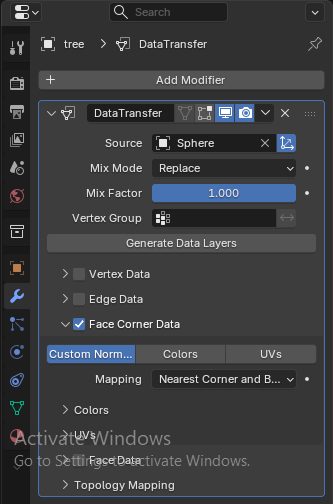 Search
tree > DataTransfer
+ Add Modifier
DataTransfer
Source Sphere
Mix Mode Replace
Mix Factor 1.000
Vertex Group
Generate Data Layers
Vertex Data
Edge Data
Face Corner Data
Custom Norm... Colors UVs
Mapping Nearest Corner and B...
Colors
UVs
Activate Windows
Face Data
Go to Settings to activate Windows.
Topology Mapping